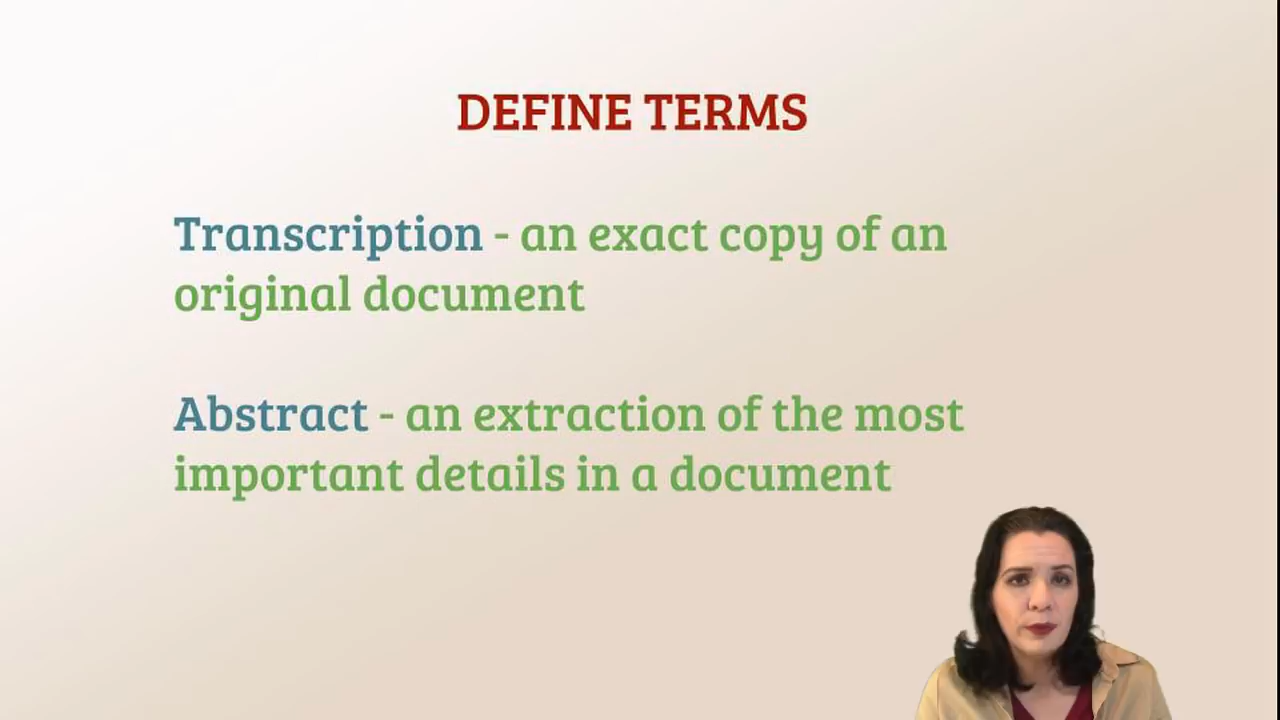 DEFINE TERMS
Transcription - an exact copy of an
original document
Abstract - an extraction of the most
important details in a document